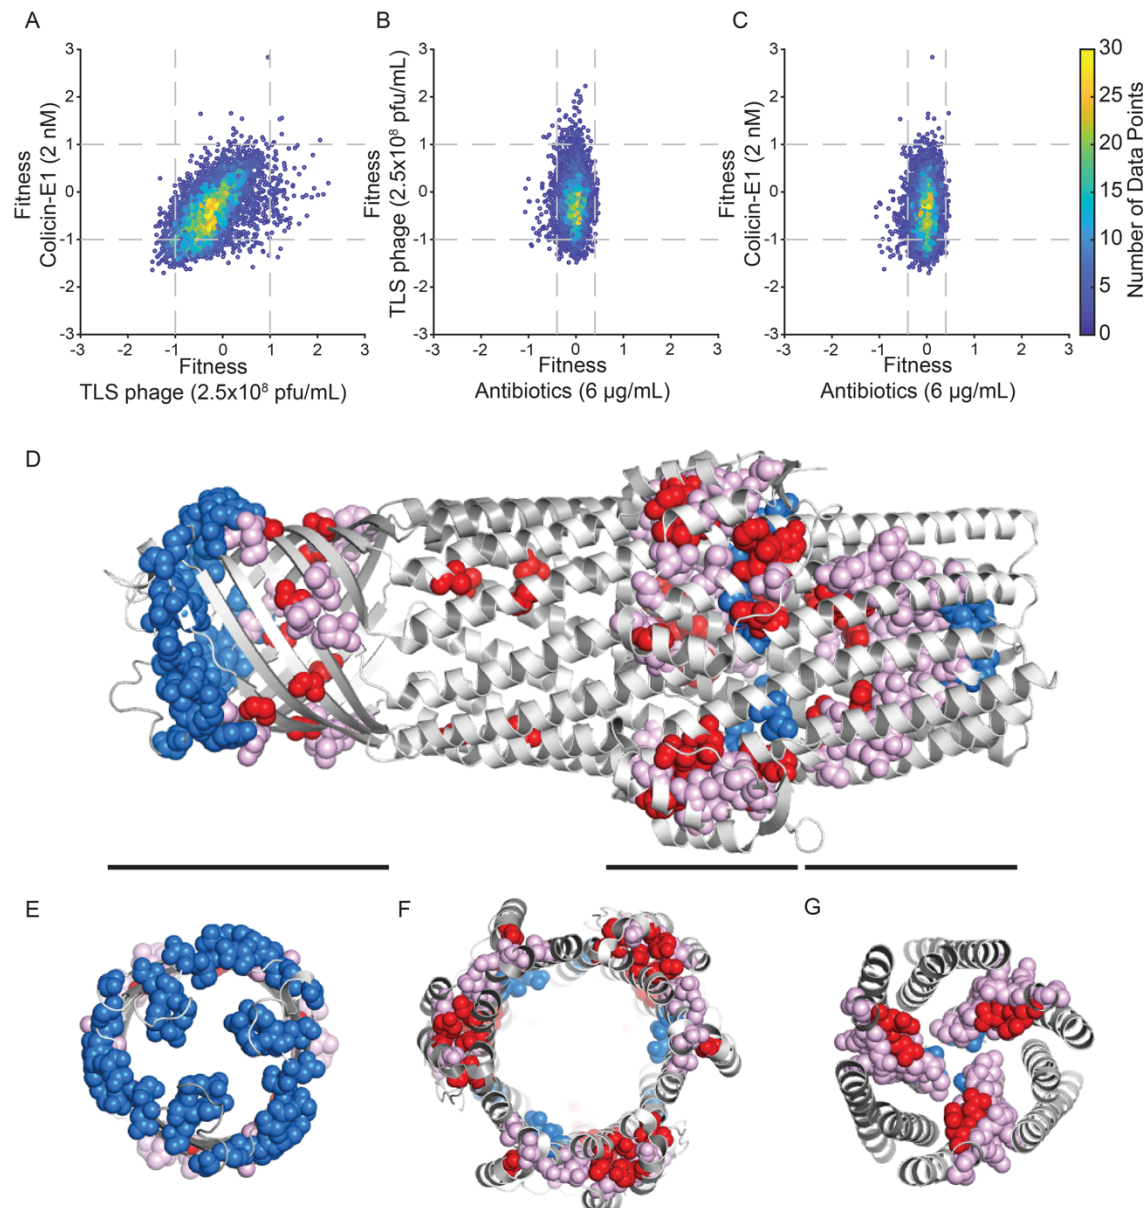 A
B
C
3
2
1
0
-1
-2
-3
Fitness
Colicin-E1 (2 nM)
-3
-2
-1
0
1
2
3
Fitness
TLS phage (2.5x10⁸ pfu/mL)
3
2
1
0
-1
-2
-3
Fitness
TLS phage (2.5x10⁸ pfu/mL)
-3
-2
-1
0
1
2
3
Fitness
Antibiotics (6 µg/mL)
3
2
1
0
-1
-2
-3
Fitness
Colicin-E1 (2 nM)
-3
-2
-1
0
1
2
3
Fitness
Antibiotics (6 µg/mL)
30
25
20
15
10
5
0
Number of Data Points
D
E
F
G